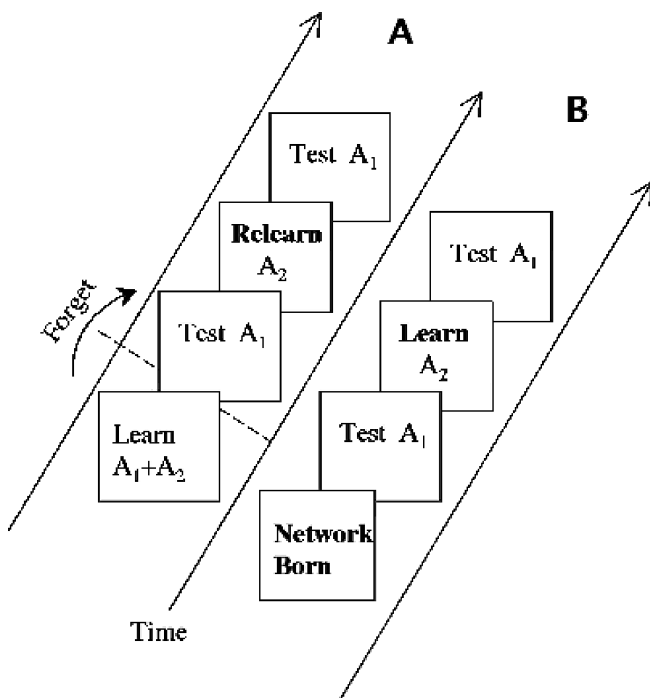 A
B
Test A₁
Relearn
A₂
Test A₁
Forget
Test A₁
Learn
A₂
Learn
A₁+A₂
Test A₁
Network
Born
Time